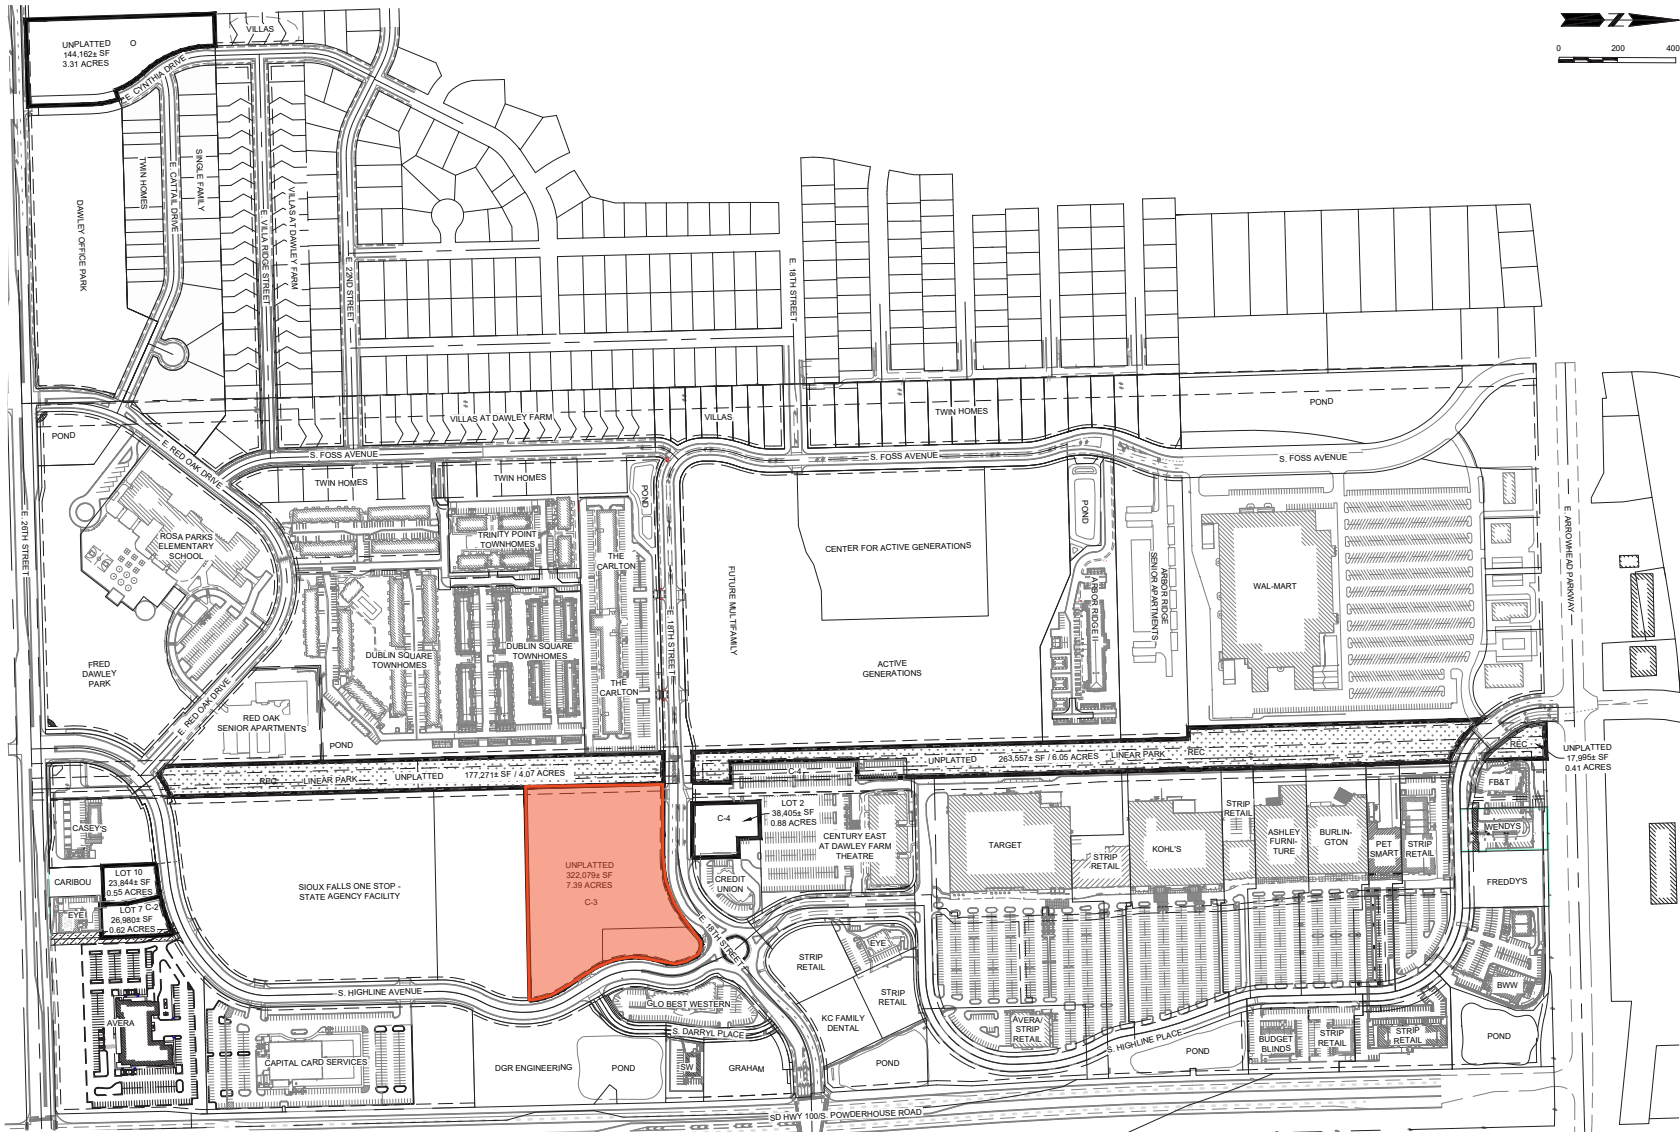 VILLAS
UNPLATTED
144,162± SF
3.31 ACRES
O
E. CYNTHIA DRIVE
0
200
400
TWIN HOMES
E. CATTAIL DRIVE
SINGLE FAMILY
DAWLEY OFFICE PARK
E. VILLA RIDGE STREET
VILLAS AT DAWLEY FARM
E. 22ND STREET
E. 18TH STREET
POND
VILLAS AT DAWLEY FARM
VILLAS
TWIN HOMES
POND
E. RED OAK DRIVE
S. FOSS AVENUE
S. FOSS AVENUE
S. FOSS AVENUE
TWIN HOMES
TWIN HOMES
POND
POND
E. 26TH STREET
ROSA PARKS
ELEMENTARY
SCHOOL
TRINITY POINT
TOWNHOMES
THE
CARLTON
CENTER FOR ACTIVE GENERATIONS
FUTURE MULTIFAMILY
E. 18TH STREET
ARBOR RIDGE II
ARBOR RIDGE
SENIOR APARTMENTS
WAL-MART
E. ARROWHEAD PARKWAY
FRED
DAWLEY
PARK
DUBLIN SQUARE
TOWNHOMES
DUBLIN SQUARE
TOWNHOMES
THE
CARLTON
ACTIVE
GENERATIONS
E. RED OAK DRIVE
RED OAK
SENIOR APARTMENTS
POND
REC
LINEAR PARK
UNPLATTED
177,271± SF / 4.07 ACRES
UNPLATTED
263,557± SF / 6.05 ACRES
LINEAR PARK
REC
REC
UNPLATTED
17,995± SF
0.41 ACRES
C-4
FB&T
CASEY'S
C-4
LOT 2
38,405± SF
0.88 ACRES
CENTURY EAST
AT DAWLEY FARM
THEATRE
TARGET
STRIP
RETAIL
KOHL'S
STRIP
RETAIL
ASHLEY
FURNI-
TURE
BURLIN-
GTON
PET
SMART
STRIP
RETAIL
WENDYS
CARIBOU
LOT 10
23,844± SF
0.55 ACRES
EYE
LOT 7
C-2
26,980± SF
0.62 ACRES
SIOUX FALLS ONE STOP -
STATE AGENCY FACILITY
UNPLATTED
322,079± SF
7.39 ACRES
C-3
CREDIT
UNION
FREDDY'S
E. 18TH STREET
EYE
STRIP
RETAIL
STRIP
RETAIL
S. HIGHLINE AVENUE
CLO BEST WESTERN
KC FAMILY
DENTAL
BWW
AVERA
CAPITAL CARD SERVICES
S. DARRYL PLACE
AVERA
STRIP
RETAIL
S. HIGHLINE PLACE
BUDGET
BLINDS
STRIP
RETAIL
STRIP
RETAIL
POND
DGR ENGINEERING
POND
SW
GRAHAM
POND
POND
SD HWY 100/S. POWDERHOUSE ROAD